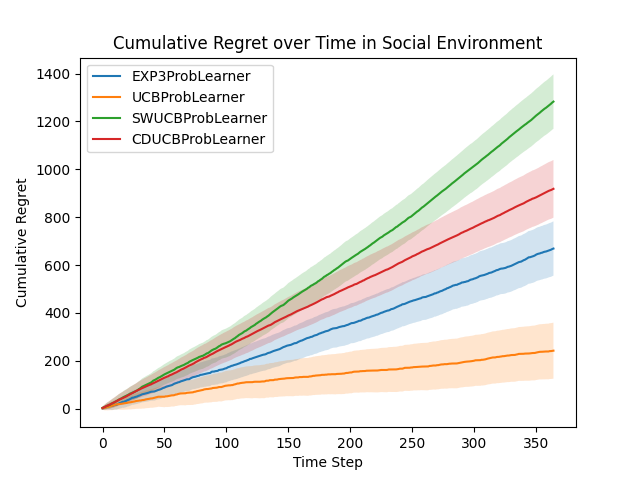 Cumulative Regret over Time in Social Environment
EXP3ProbLearner
UCBProbLearner
SWUCBProbLearner
CDUCBProbLearner
Cumulative Regret
1400
1200
1000
800
600
400
200
0
0 50 100 150 200 250 300 350
Time Step